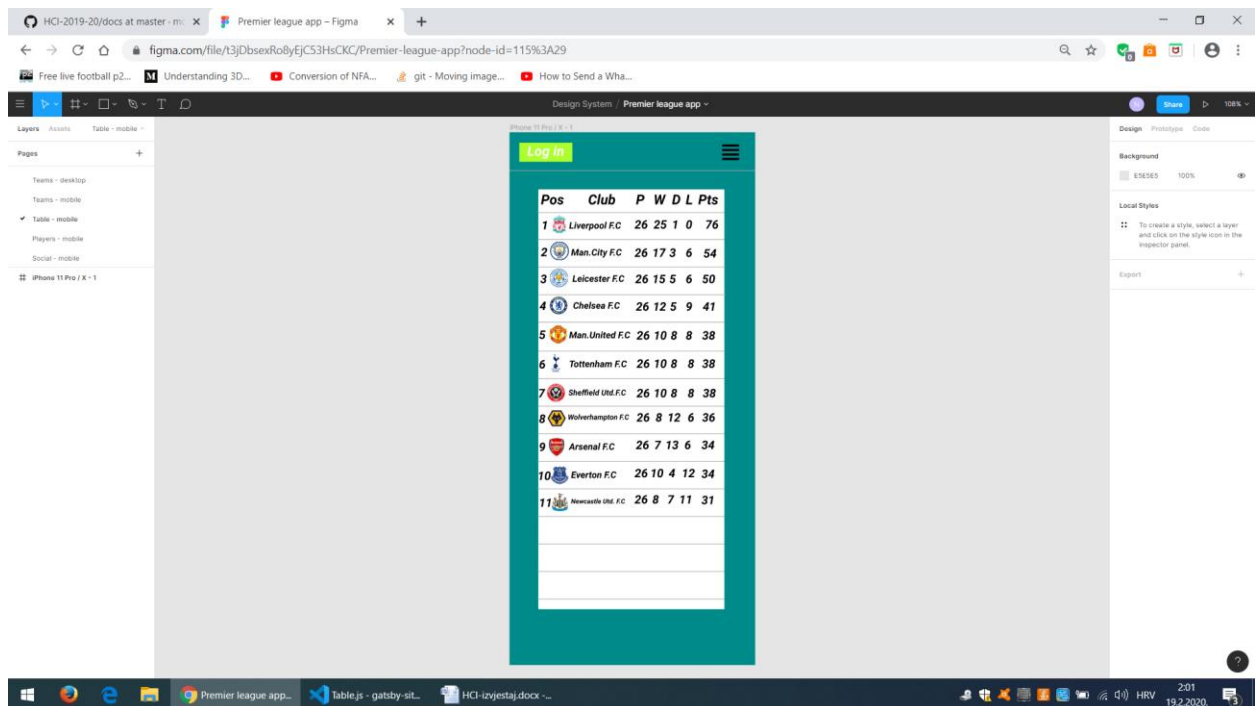 HCI-2019-20/docs at master · mc
Premier league app – Figma
figma.com/file/t3jDbsexRo8yEjC53HsCKC/Premier-league-app?node-id=115%3A29
Free live football p2... Understanding 3D... Conversion of NFA... git - Moving image... How to Send a Wha...
Design System / Premier league app
Share 108%
Layers Assets Table - mobile
Pages
Teams - desktop
Teams - mobile
Table - mobile
Players - mobile
Social - mobile
iPhone 11 Pro / X - 1
iPhone 11 Pro / X - 1
Log in
Pos Club P W D L Pts
1 Liverpool F.C 26 25 1 0 76
2 Man.City F.C 26 17 3 6 54
3 Leicester F.C 26 15 5 6 50
4 Chelsea F.C 26 12 5 9 41
5 Man.United F.C 26 10 8 8 38
6 Tottenham F.C 26 10 8 8 38
7 Sheffield Utd.F.C 26 10 8 8 38
8 Wolverhampton F.C 26 8 12 6 36
9 Arsenal F.C 26 7 13 6 34
10 Everton F.C 26 10 4 12 34
11 Newcastle Utd. F.C 26 8 7 11 31
Design Prototype Code
Background
E5E5E5 100%
Local Styles
To create a style, select a layer
and click on the style icon in the
inspector panel.
Export
?
Premier league app... Table.js - gatsby-sit... HCI-izvjestaj.docx -... HRV 2:01
19.2.2020. 3